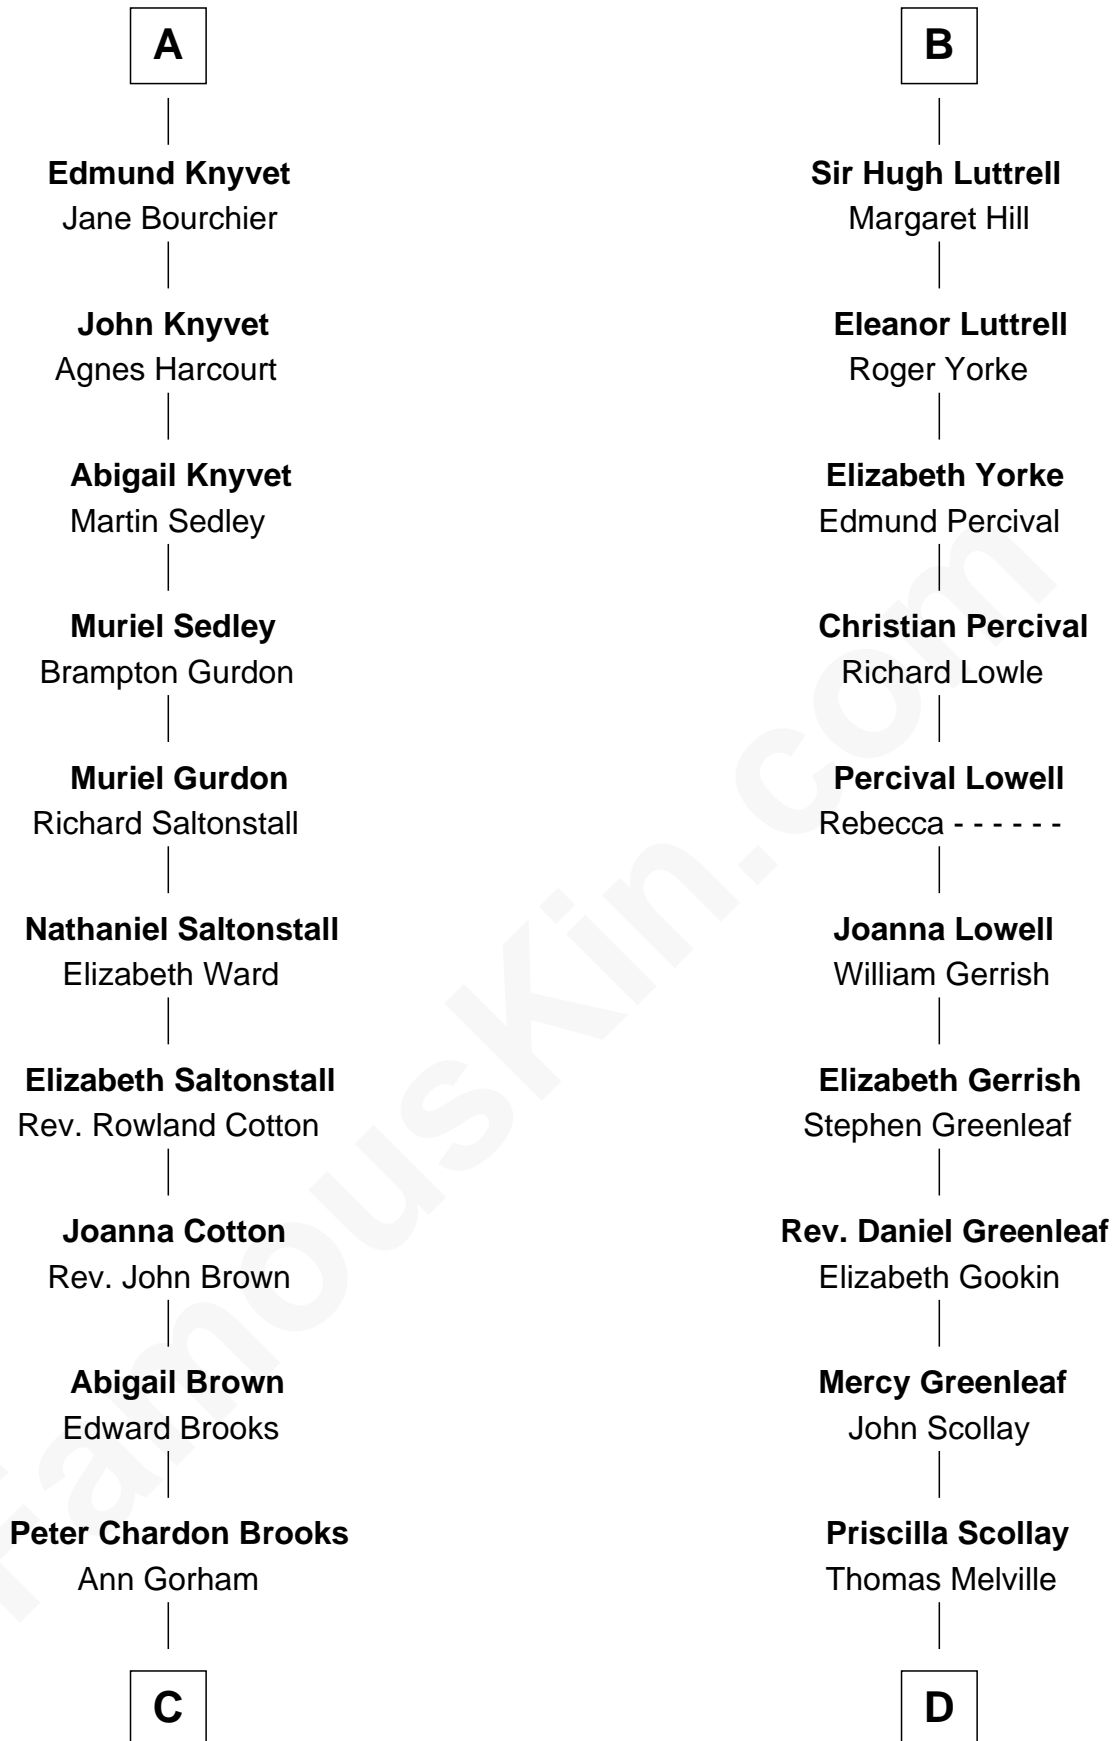 A
Edmund Knyvet
Jane Bourchier
John Knyvet
Agnes Harcourt
Abigail Knyvet
Martin Sedley
Muriel Sedley
Brampton Gurdon
Muriel Gurdon
Richard Saltonstall
Nathaniel Saltonstall
Elizabeth Ward
Elizabeth Saltonstall
Rev. Rowland Cotton
Joanna Cotton
Rev. John Brown
Abigail Brown
Edward Brooks
Peter Chardon Brooks
Ann Gorham
C
B
Sir Hugh Luttrell
Margaret Hill
Eleanor Luttrell
Roger Yorke
Elizabeth Yorke
Edmund Percival
Christian Percival
Richard Lowle
Percival Lowell
Rebecca - - - - - -
Joanna Lowell
William Gerrish
Elizabeth Gerrish
Stephen Greenleaf
Rev. Daniel Greenleaf
Elizabeth Gookin
Mercy Greenleaf
John Scollay
Priscilla Scollay
Thomas Melville
D
FamousKin.com